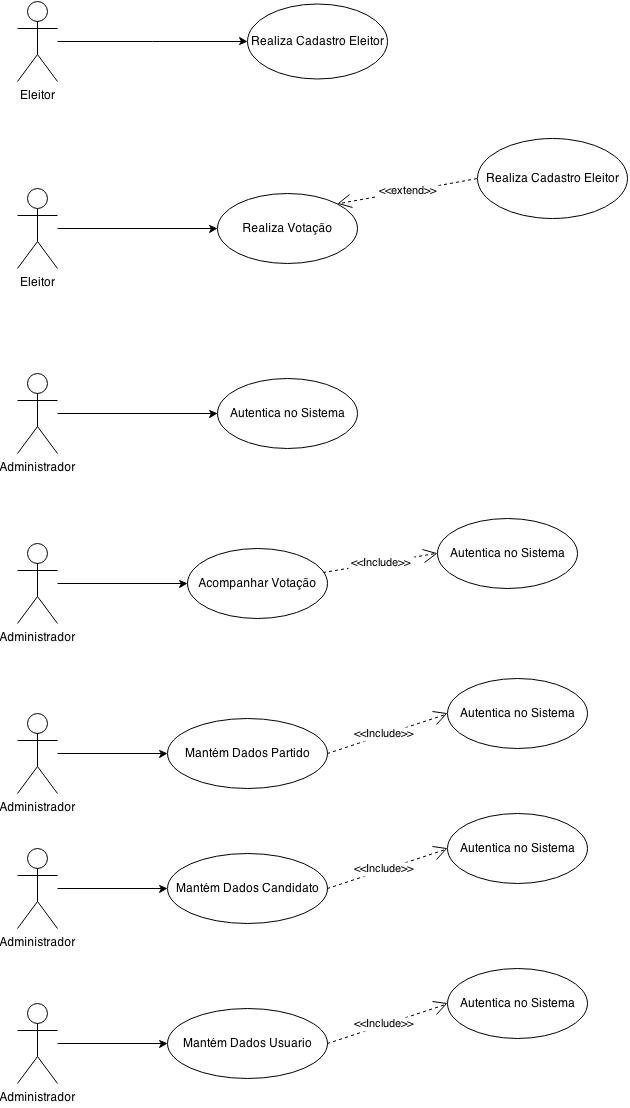 Realiza Cadastro Eleitor
Eleitor
Realiza Cadastro Eleitor
<<extend>>
Realiza Votação
Eleitor
Autentica no Sistema
Administrador
Autentica no Sistema
<<Include>>
Acompanhar Votação
Administrador
Autentica no Sistema
<<Include>>
Mantém Dados Partido
Administrador
Autentica no Sistema
<<Include>>
Mantém Dados Candidato
Administrador
Autentica no Sistema
<<Include>>
Mantém Dados Usuario
Administrador